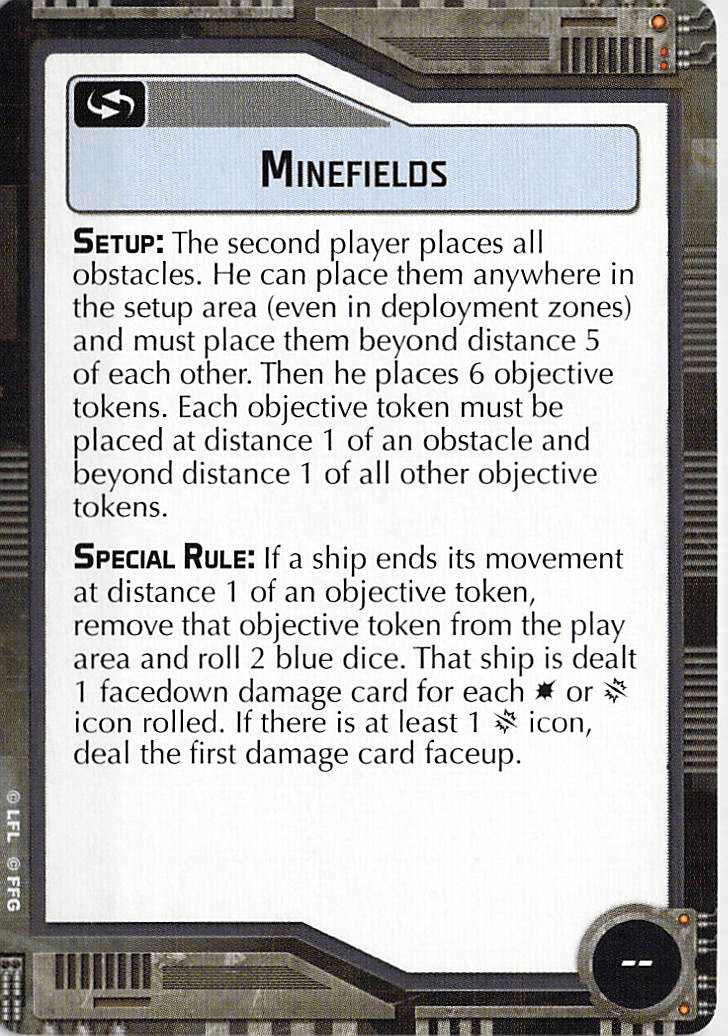 MINEFIELDS
SETUP: The second player places all
obstacles. He can place them anywhere in
the setup area (even in deployment zones)
and must place them beyond distance 5
of each other. Then he places 6 objective
tokens. Each objective token must be
placed at distance 1 of an obstacle and
beyond distance 1 of all other objective
tokens.
SPECIAL RULE: If a ship ends its movement
at distance 1 of an objective token,
remove that objective token from the play
area and roll 2 blue dice. That ship is dealt
1 facedown damage card for each or
icon rolled. If there is at least 1 icon,
deal the first damage card faceup.
© LFL © FFG
--